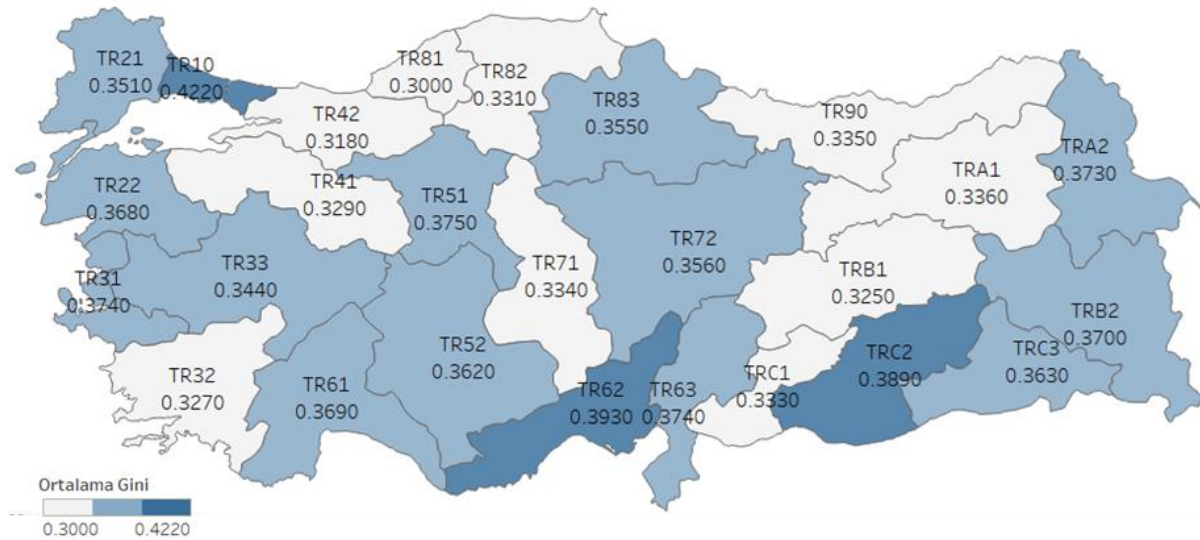 TR21
0.3510
TR10
0.4220
TR81
0.3000
TR82
0.3310
TR42
0.3180
TR83
0.3550
TR90
0.3350
TRA1
0.3360
TRA2
0.3730
TR22
0.3680
TR41
0.3290
TR51
0.3750
TR72
0.3560
TR71
0.3340
TRB1
0.3250
TRB2
0.3700
TR31
0.3740
TR33
0.3440
TR52
0.3620
TRC2
0.3890
TRC3
0.3630
TR32
0.3270
TR61
0.3690
TR62
0.3930
TR63
0.3740
TRC1
0.3330
Ortalama Gini
0.3000 0.4220